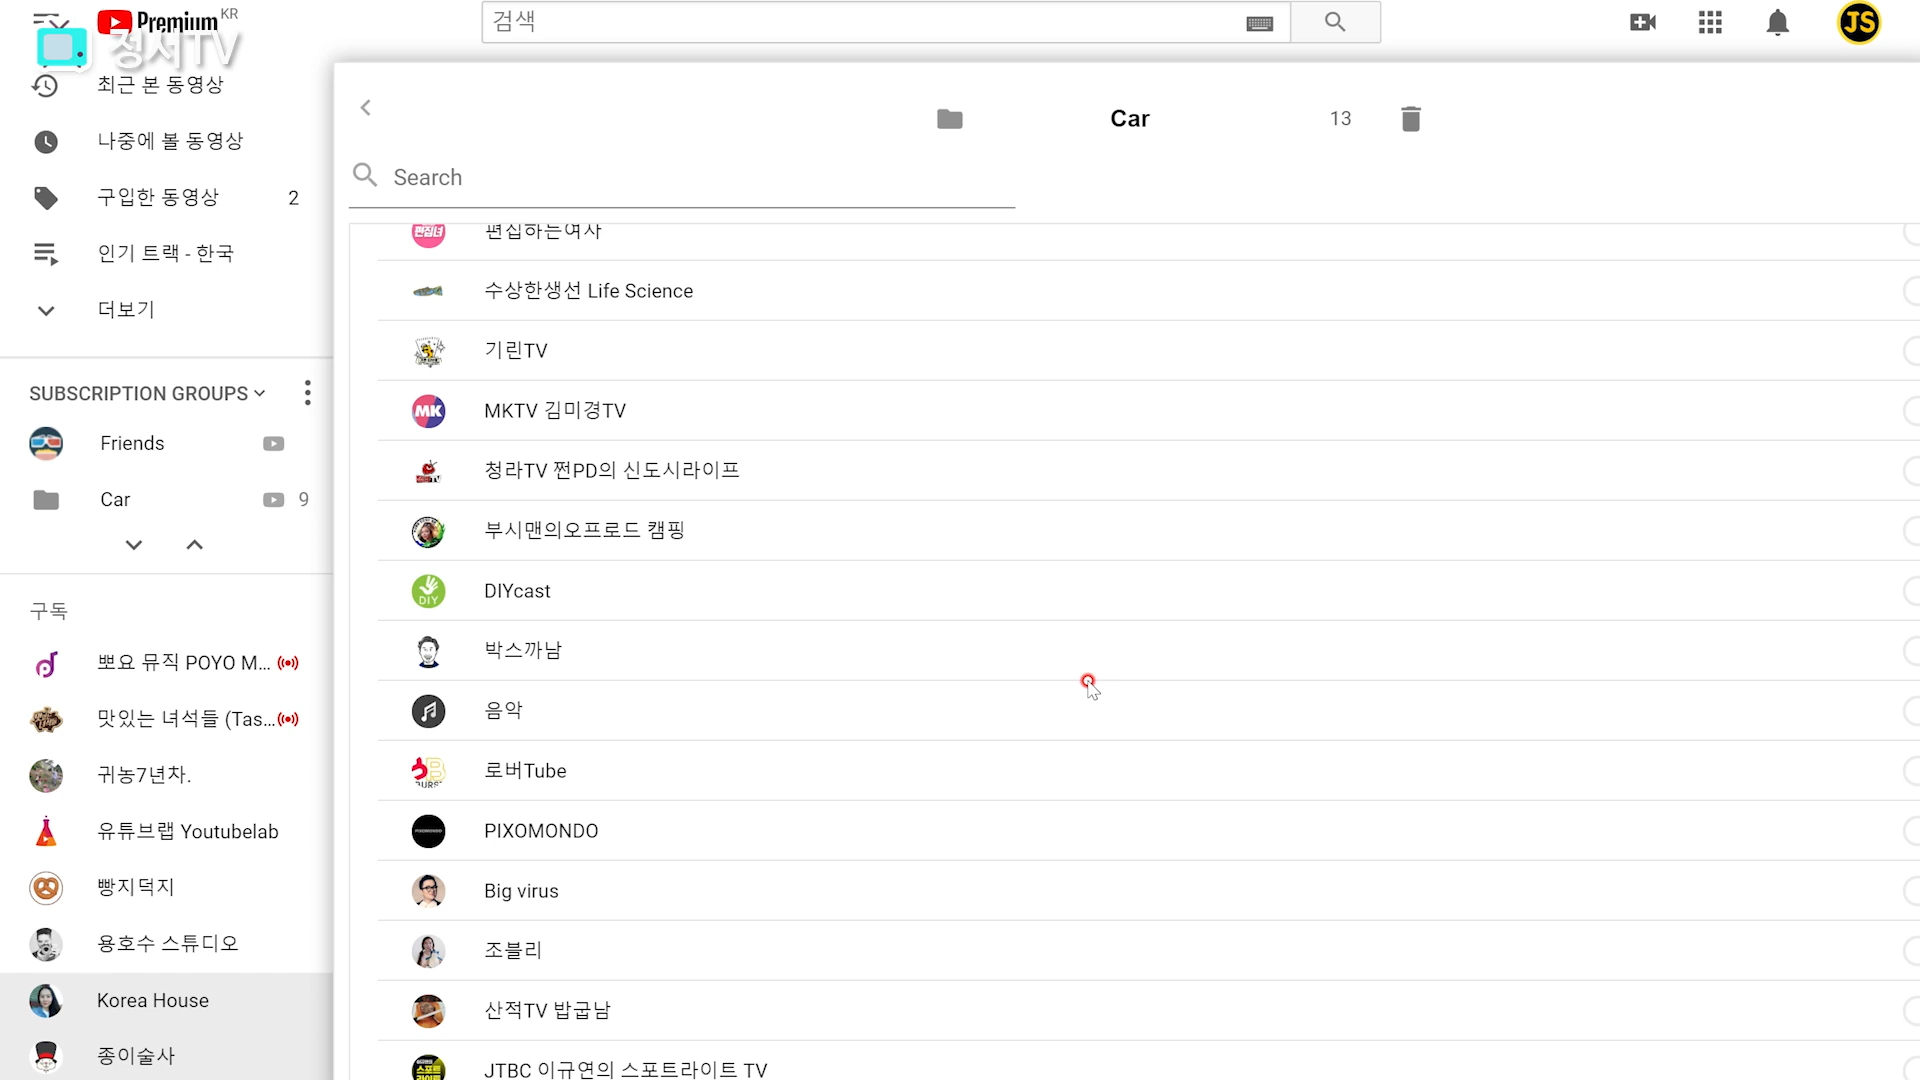 Premium KR
정서TV
검색
JS
최근 본 동영상
나중에 볼 동영상
구입한 동영상 2
인기 트랙 - 한국
더보기
SUBSCRIPTION GROUPS
Friends
Car 9
구독
뽀요 뮤직 POYO M...
맛있는 녀석들 (Tas...
귀농7년차.
유튜브랩 Youtubelab
빵지덕지
용호수 스튜디오
Korea House
종이술사
Car 13
Search
편집녀 편집하는여자
수상한생선 Life Science
기린TV
MK MKTV 김미경TV
청라TV 쩐PD의 신도시라이프
부시맨의오프로드 캠핑
DIY DIYcast
박스까남
음악
로버Tube
PIXOMONDO PIXOMONDO
Big virus
조블리
산적TV 밥굽남
JTBC 이규연의 스포트라이트 TV